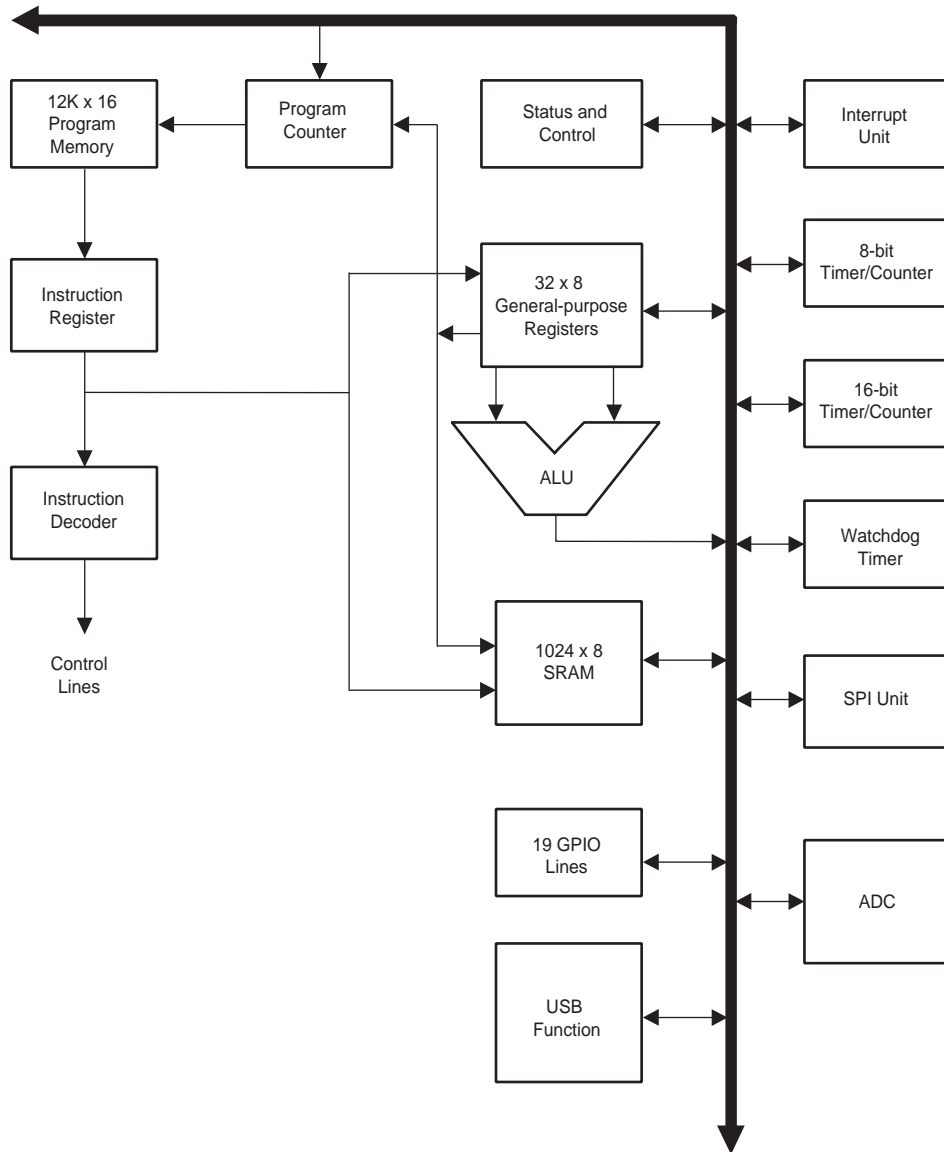 12K x 16
Program
Memory
Program
Counter
Status and
Control
Interrupt
Unit
Instruction
Register
32 x 8
General-purpose
Registers
8-bit
Timer/Counter
16-bit
Timer/Counter
ALU
Instruction
Decoder
Watchdog
Timer
Control
Lines
1024 x 8
SRAM
SPI Unit
19 GPIO
Lines
ADC
USB
Function